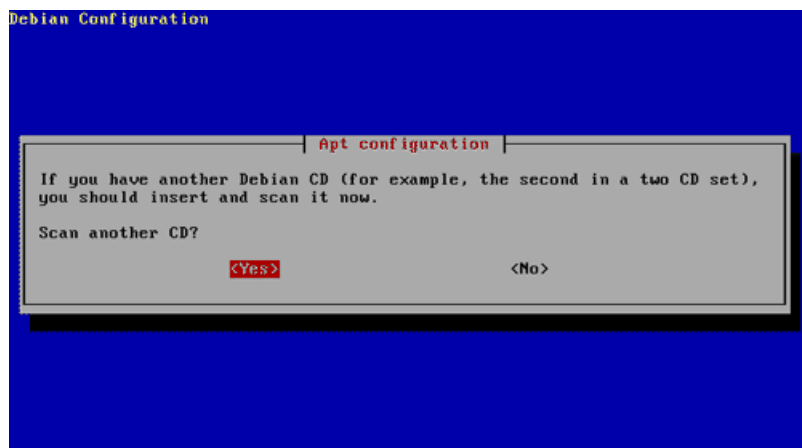 Debian Configuration
Apt configuration
If you have another Debian CD (for example, the second in a two CD set),
you should insert and scan it now.
Scan another CD?
<Yes> <No>